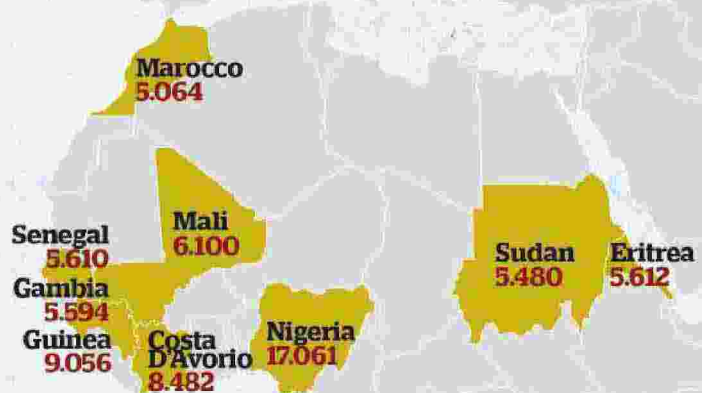 Marocco
5.064
Mali
6.100
Senegal
5.610
Gambia
5.594
Guinea
9.056
Costa
D'Avorio
8.482
Nigeria
17.061
Sudan
5.480
Eritrea
5.612